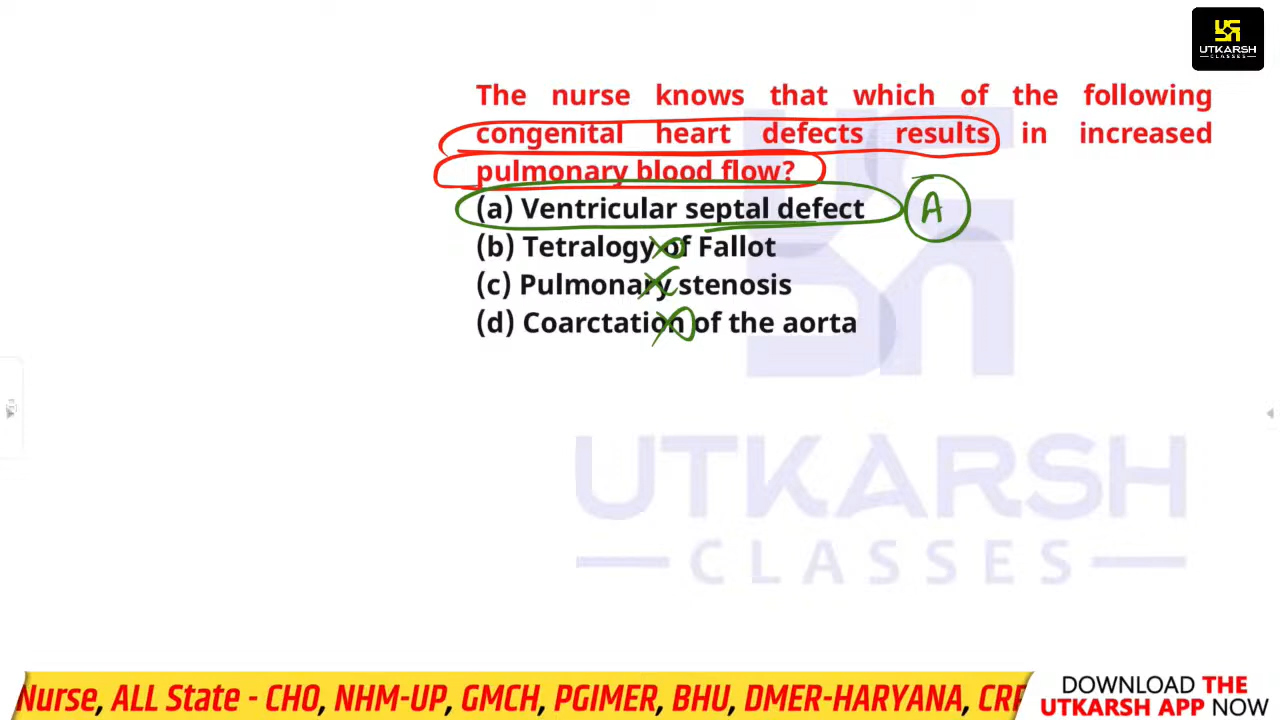 UTKARSH
CLASSES
The nurse knows that which of the following
congenital heart defects results in increased
pulmonary blood flow?
(a) Ventricular septal defect A
(b) Tetralogy of Fallot
(c) Pulmonary stenosis
(d) Coarctation of the aorta
UTKARSH
CLASSES
Nurse, ALL State - CHO, NHM-UP, GMCH, PGIMER, BHU, DMER-HARYANA,
DOWNLOAD THE
UTKARSH APP NOW